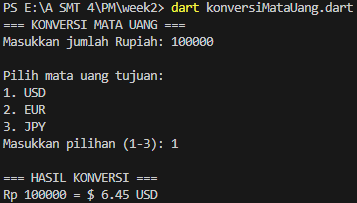 PS E:\A SMT 4\PM\week2> dart konversiMataUang.dart
=== KONVERSI MATA UANG ===
Masukkan jumlah Rupiah: 100000
Pilih mata uang tujuan:
1. USD
2. EUR
3. JPY
Masukkan pilihan (1-3): 1
=== HASIL KONVERSI ===
Rp 100000 = $ 6.45 USD